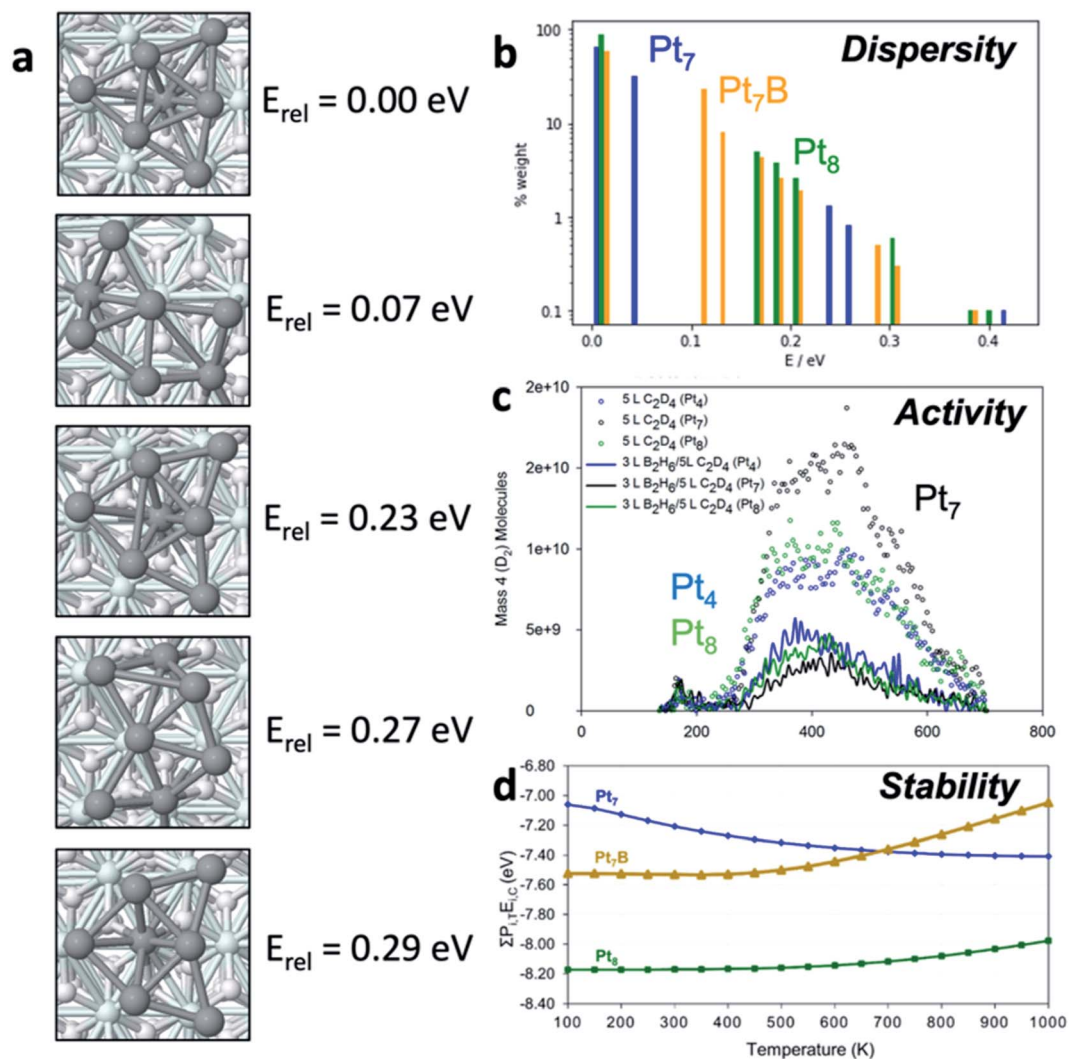 a
E_rel = 0.00 eV
E_rel = 0.07 eV
E_rel = 0.23 eV
E_rel = 0.27 eV
E_rel = 0.29 eV
b
Dispersity
Pt₇
Pt₇B
Pt₈
% weight
100
10
1
0.1
0.0 0.1 0.2 0.3 0.4
E / eV
c
Activity
5 L C₂D₄ (Pt₄)
5 L C₂D₄ (Pt₇)
5 L C₂D₄ (Pt₈)
3 L B₂H₆/5L C₂D₄ (Pt₄)
3 L B₂H₆/5 L C₂D₄ (Pt₇)
3 L B₂H₆/5 L C₂D₄ (Pt₈)
Pt₇
Pt₄
Pt₈
Mass 4 (D₂) Molecules
2e+10
2e+10
1e+10
5e+9
0
0 200 400 600 800
d
Stability
Pt₇
Pt₇B
Pt₈
ΣP_i,T E_i,C (eV)
-6.80
-7.00
-7.20
-7.40
-7.60
-7.80
-8.00
-8.20
-8.40
100 200 300 400 500 600 700 800 900 1000
Temperature (K)